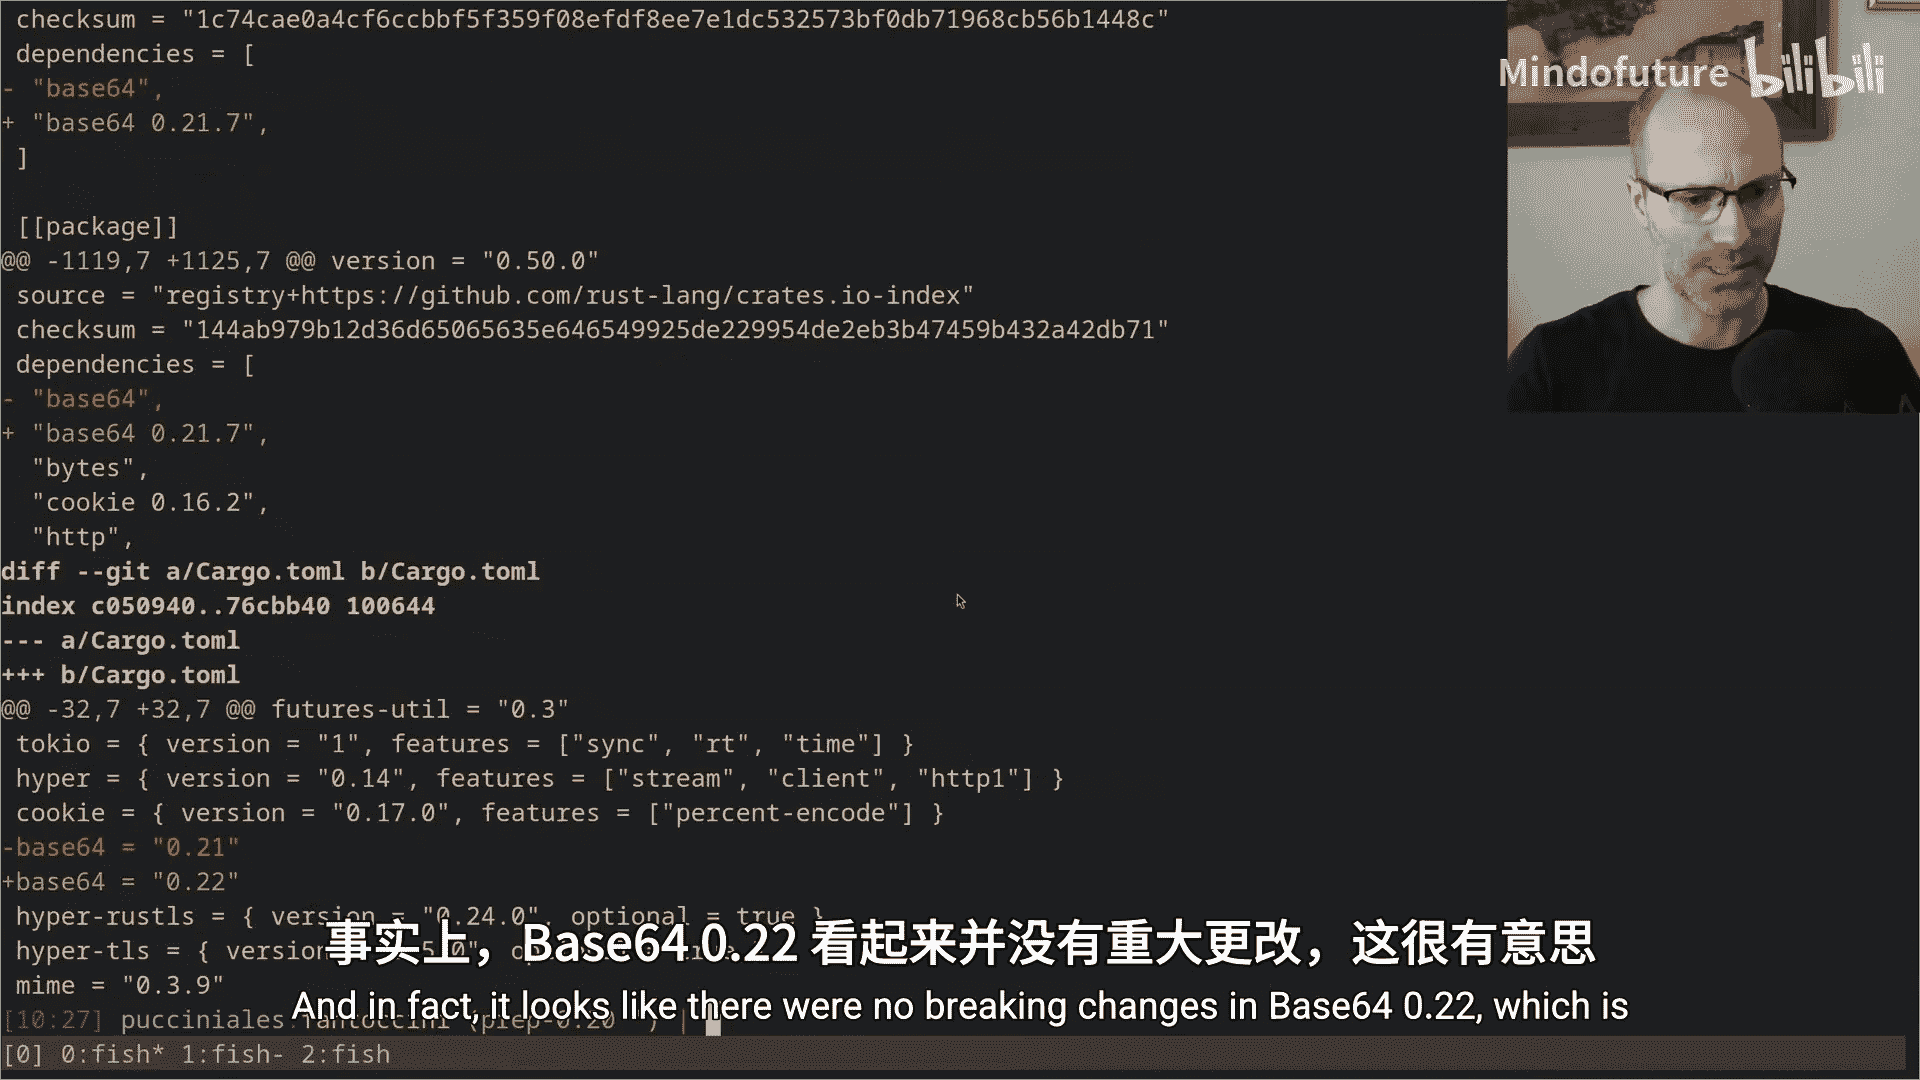 checksum = "1c74cae0a4cf6ccbbf5f359f08efdf8ee7e1dc532573bf0db71968cb56b1448c"
dependencies = [
- "base64",
+ "base64 0.21.7",
]
[[package]]
@@ -1119,7 +1125,7 @@ version = "0.50.0"
source = "registry+https://github.com/rust-lang/crates.io-index"
checksum = "144ab979b12d36d65065635e646549925de229954de2eb3b47459b432a42db71"
dependencies = [
- "base64",
+ "base64 0.21.7",
"bytes",
"cookie 0.16.2",
"http",
diff --git a/Cargo.toml b/Cargo.toml
index c050940..76cbb40 100644
--- a/Cargo.toml
+++ b/Cargo.toml
@@ -32,7 +32,7 @@ futures-util = "0.3"
tokio = { version = "1", features = ["sync", "rt", "time"] }
hyper = { version = "0.14", features = ["stream", "client", "http1"] }
cookie = { version = "0.17.0", features = ["percent-encode"] }
-base64 = "0.21"
+base64 = "0.22"
hyper-rustls = { version = "0.24.0", optional = true }
hyper-tls = { version
mime = "0.3.9"
[10:27] pucciniales fantoccini (prep-0.20
[0] 0:fish* 1:fish- 2:fish
Mindofuture bilibili
事实上，Base64 0.22 看起来并没有重大更改，这很有意思
And in fact, it looks like there were no breaking changes in Base64 0.22, which is